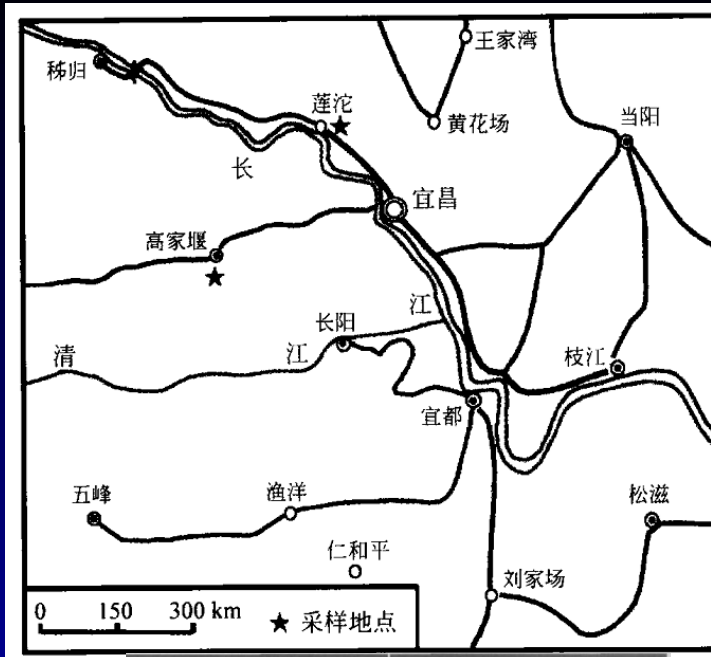 王家湾
秭归
莲沱
黄花场
当阳
长
宜昌
高家堰
江
长阳
清
江
枝江
宜都
五峰
渔洋
松滋
仁和平
刘家场
0 150 300 km
★ 采样地点